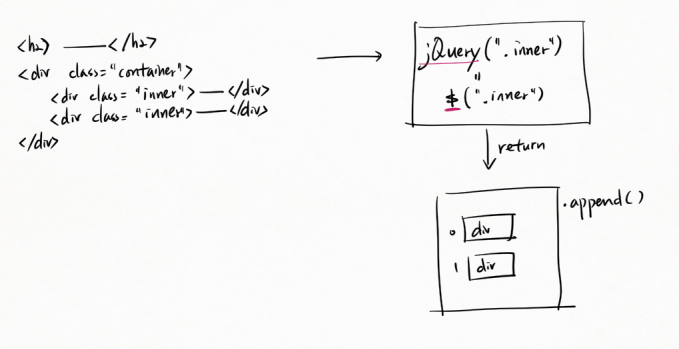 <h2> —— </h2>
<div class="container">
<div class="inner"> — </div>
<div class="inner"> — </div>
</div>
jQuery(".inner")
"
$(".inner")
return
.append()
0 div
1 div